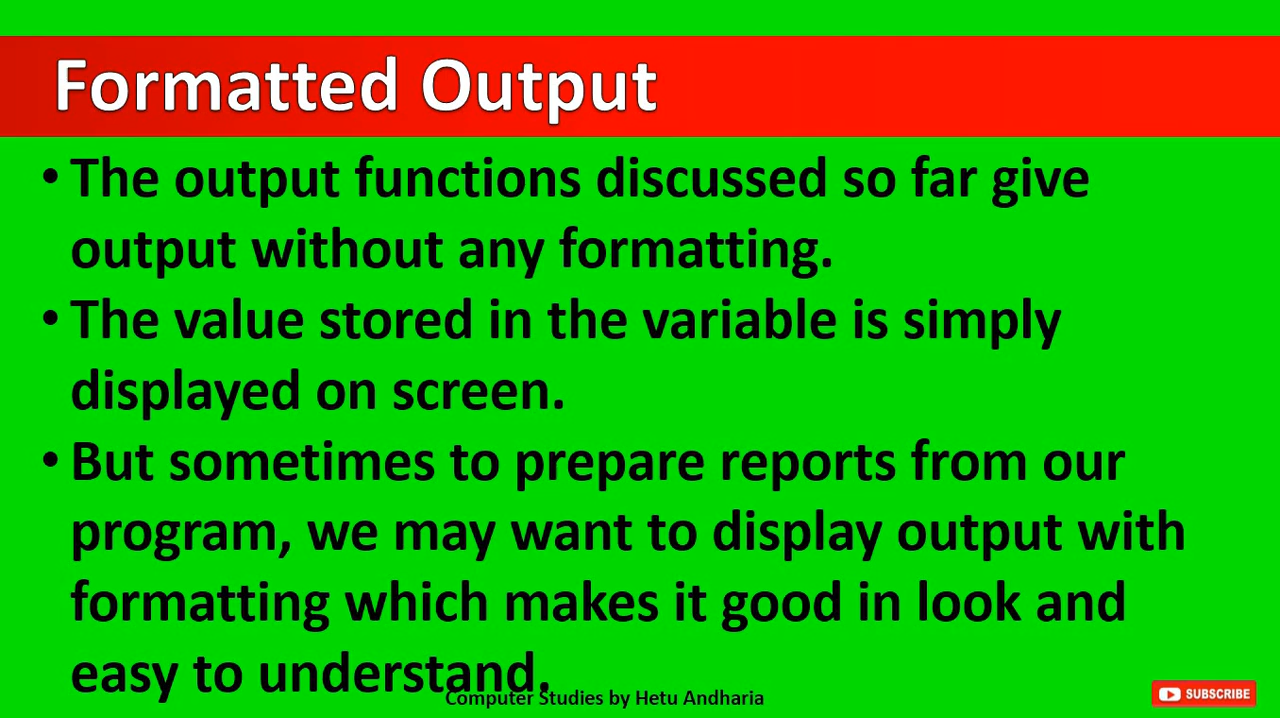 Formatted Output
• The output functions discussed so far give
output without any formatting.
• The value stored in the variable is simply
displayed on screen.
• But sometimes to prepare reports from our
program, we may want to display output with
formatting which makes it good in look and
easy to understand.
Computer Studies by Hetu Andharia
SUBSCRIBE